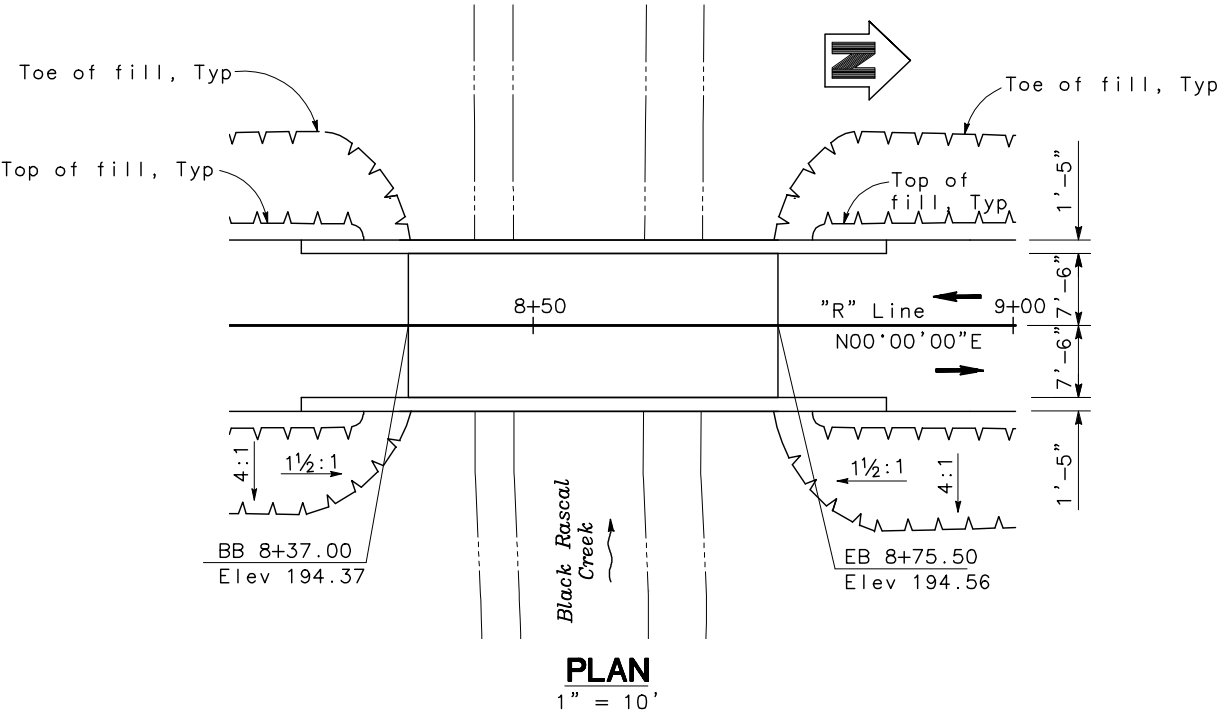 N
Toe of fill, Typ
Toe of fill, Typ
Top of fill, Typ
Top of
fill, Typ
1'-5"
7'-6"
7'-6"
1'-5"
8+50
"R" Line
9+00
N00°00'00"E
4:1
1½:1
1½:1
4:1
BB 8+37.00
Elev 194.37
Black Rascal
Creek
EB 8+75.50
Elev 194.56
PLAN
1" = 10'